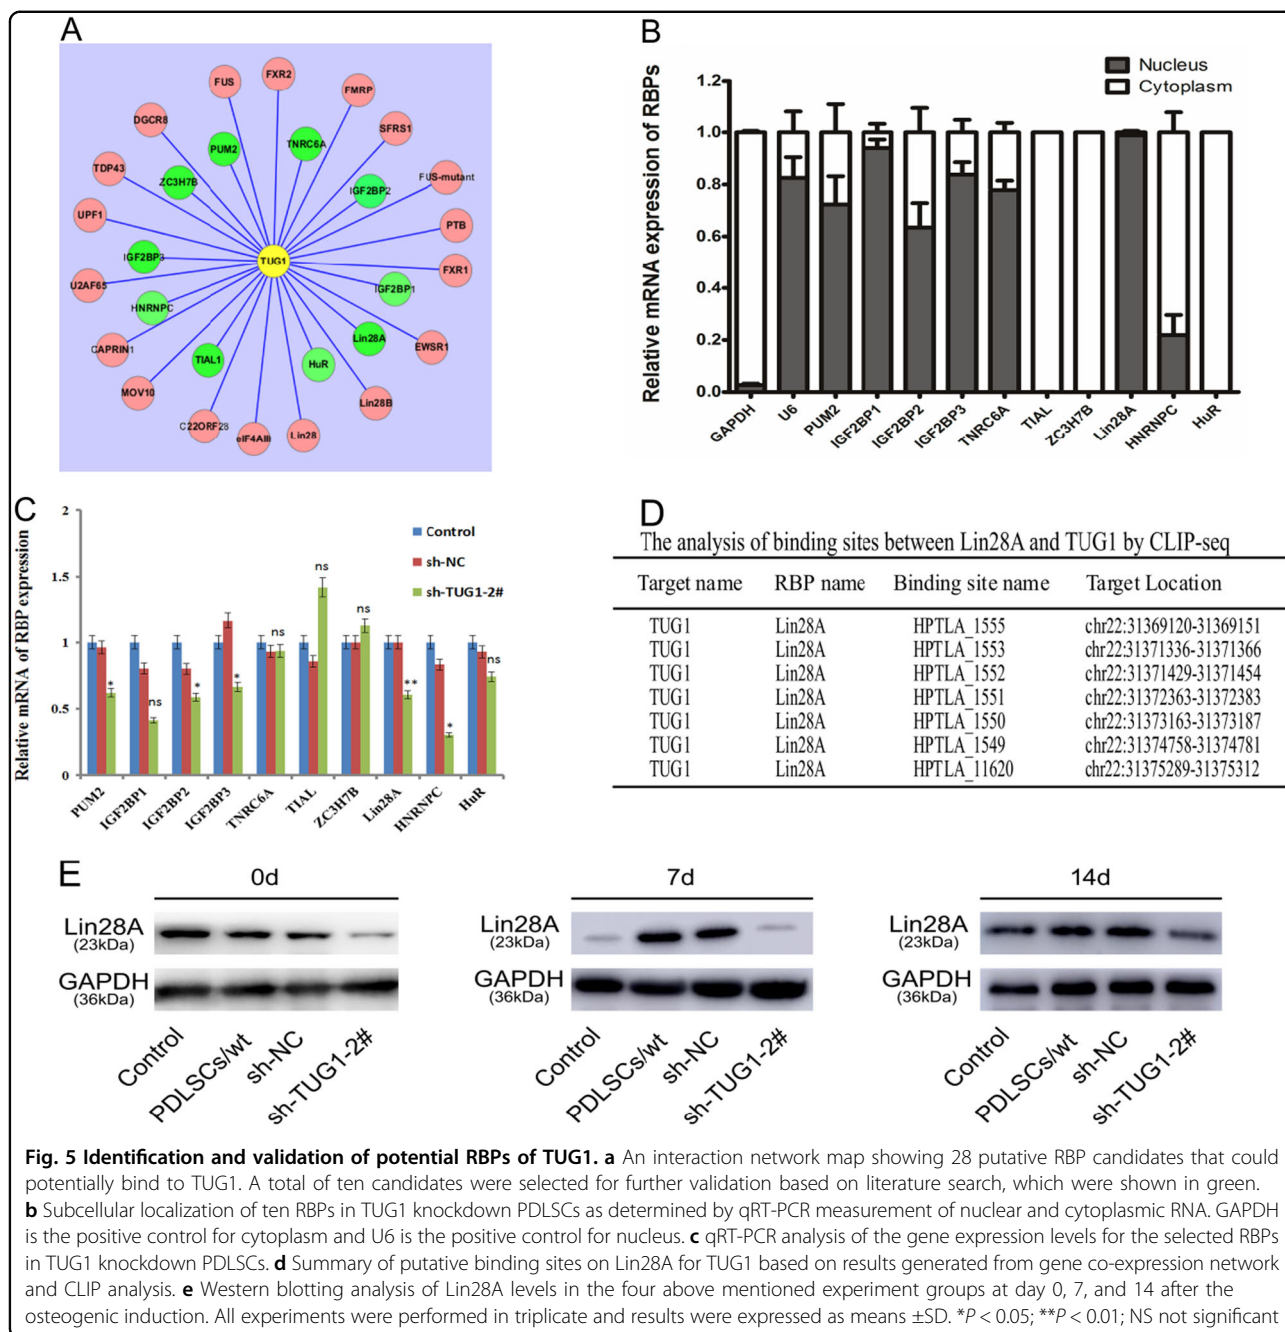 A
FUS
FXR2
FMRP
DGCR8
SFRS1
PUM2
TNRC6A
TDP43
ZC3H7B
IGF2BP2
FUS-mutant
UPF1
PTB
IGF2BP3
TUG1
FXR1
U2AF65
IGF2BP1
HNRNPC
CAPRIN1
Lin28A
EWSR1
TIAL1
HuR
MOV10
Lin28B
C22ORF28
eIF4AIII
Lin28
B
Relative mRNA expression of RBPs
Nucleus
Cytoplasm
1.2
1.0
0.8
0.6
0.4
0.2
0.0
GAPDH
U6
PUM2
IGF2BP1
IGF2BP2
IGF2BP3
TNRC6A
TIAL
ZC3H7B
Lin28A
HNRNPC
HuR
C
Relative mRNA of RBP expression
2
1.5
1
0.5
0
Control
sh-NC
sh-TUG1-2#
* ns * * ns ns ns ** * ns
PUM2
IGF2BP1
IGF2BP2
IGF2BP3
TNRC6A
TIAL
ZC3H7B
Lin28A
HNRNPC
HuR
D
The analysis of binding sites between Lin28A and TUG1 by CLIP-seq
Target name RBP name Binding site name Target Location
TUG1 Lin28A HPTLA_1555 chr22:31369120-31369151
TUG1 Lin28A HPTLA_1553 chr22:31371336-31371366
TUG1 Lin28A HPTLA_1552 chr22:31371429-31371454
TUG1 Lin28A HPTLA_1551 chr22:31372363-31372383
TUG1 Lin28A HPTLA_1550 chr22:31373163-31373187
TUG1 Lin28A HPTLA_1549 chr22:31374758-31374781
TUG1 Lin28A HPTLA_11620 chr22:31375289-31375312
E
0d
Lin28A
(23kDa)
GAPDH
(36kDa)
Control
PDLSCs/wt
sh-NC
sh-TUG1-2#
7d
Lin28A
(23kDa)
GAPDH
(36kDa)
Control
PDLSCs/wt
sh-NC
sh-TUG1-2#
14d
Lin28A
(23kDa)
GAPDH
(36kDa)
Control
PDLSCs/wt
sh-NC
sh-TUG1-2#
Fig. 5 Identification and validation of potential RBPs of TUG1. a An interaction network map showing 28 putative RBP candidates that could
potentially bind to TUG1. A total of ten candidates were selected for further validation based on literature search, which were shown in green.
b Subcellular localization of ten RBPs in TUG1 knockdown PDLSCs as determined by qRT-PCR measurement of nuclear and cytoplasmic RNA. GAPDH
is the positive control for cytoplasm and U6 is the positive control for nucleus. c qRT-PCR analysis of the gene expression levels for the selected RBPs
in TUG1 knockdown PDLSCs. d Summary of putative binding sites on Lin28A for TUG1 based on results generated from gene co-expression network
and CLIP analysis. e Western blotting analysis of Lin28A levels in the four above mentioned experiment groups at day 0, 7, and 14 after the
osteogenic induction. All experiments were performed in triplicate and results were expressed as means ±SD. *P < 0.05; **P < 0.01; NS not significant